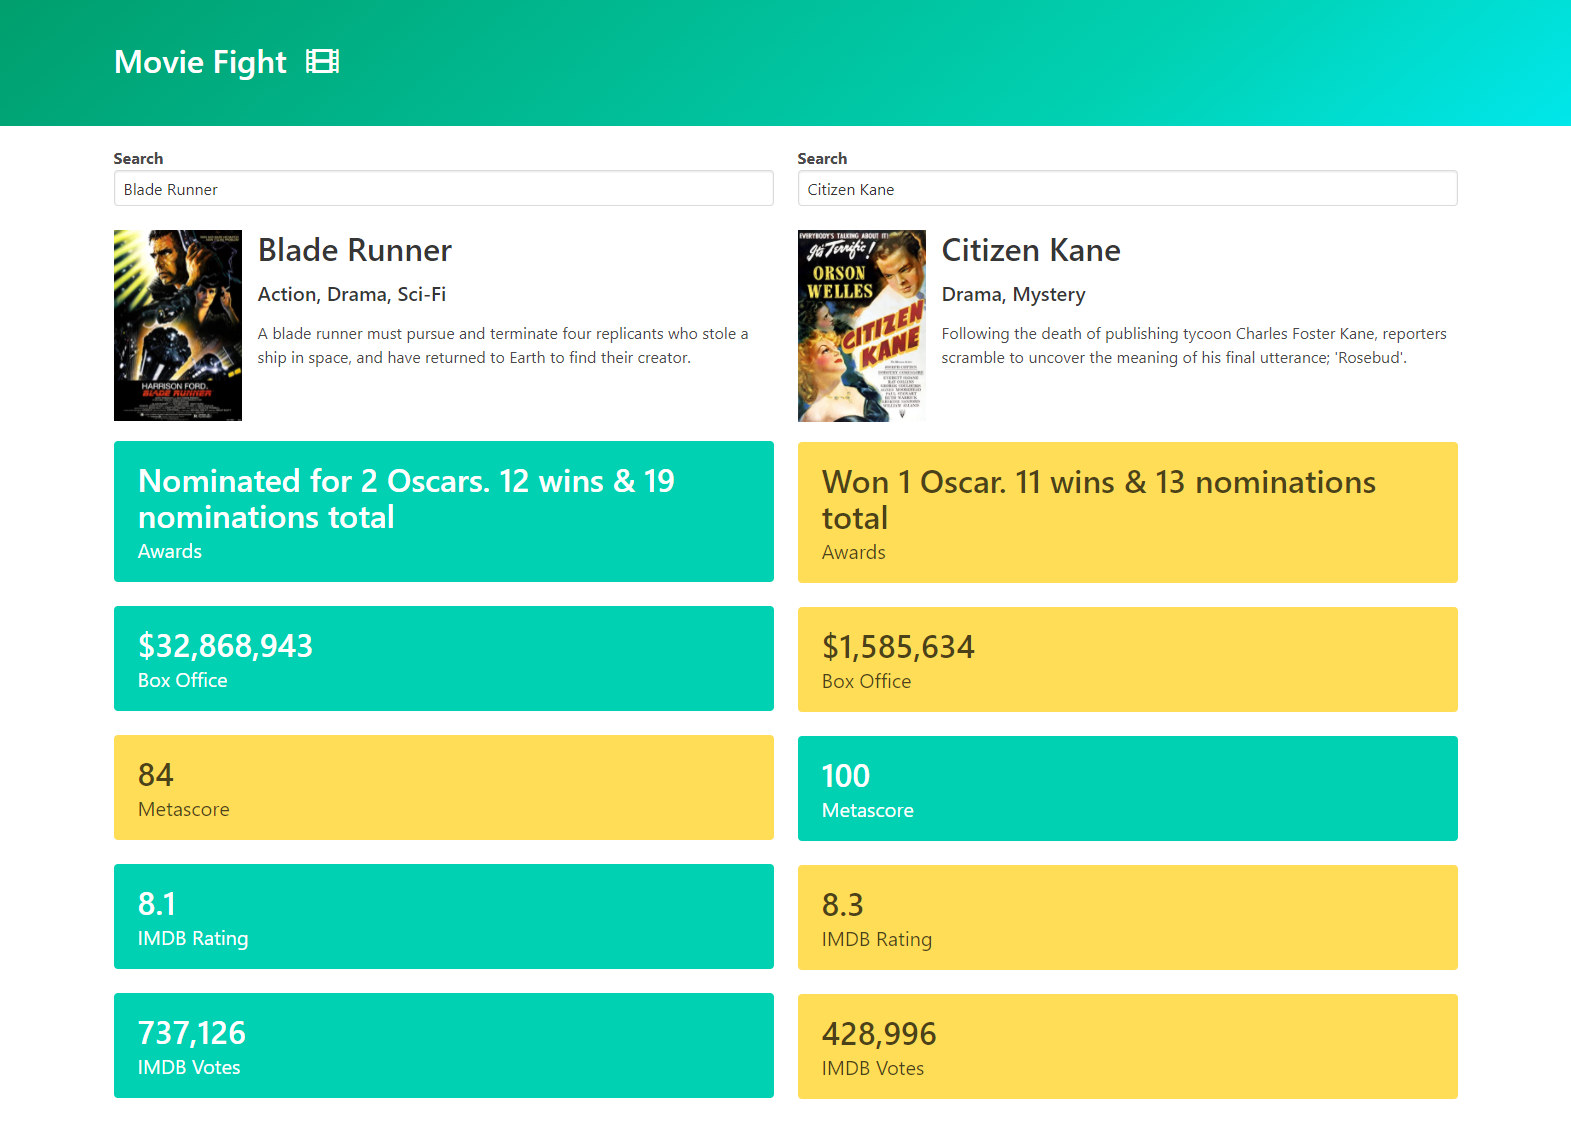 Movie Fight
Search
Blade Runner
Blade Runner
Action, Drama, Sci-Fi
A blade runner must pursue and terminate four replicants who stole a
ship in space, and have returned to Earth to find their creator.
HARRISON FORD.
BLADE RUNNER
Nominated for 2 Oscars. 12 wins & 19
nominations total
Awards
$32,868,943
Box Office
84
Metascore
8.1
IMDB Rating
737,126
IMDB Votes
Search
Citizen Kane
EVERYBODY'S TALKING ABOUT IT!
It's Terrific!
ORSON
WELLES
CITIZEN
KANE
Citizen Kane
Drama, Mystery
Following the death of publishing tycoon Charles Foster Kane, reporters
scramble to uncover the meaning of his final utterance; 'Rosebud'.
Won 1 Oscar. 11 wins & 13 nominations
total
Awards
$1,585,634
Box Office
100
Metascore
8.3
IMDB Rating
428,996
IMDB Votes